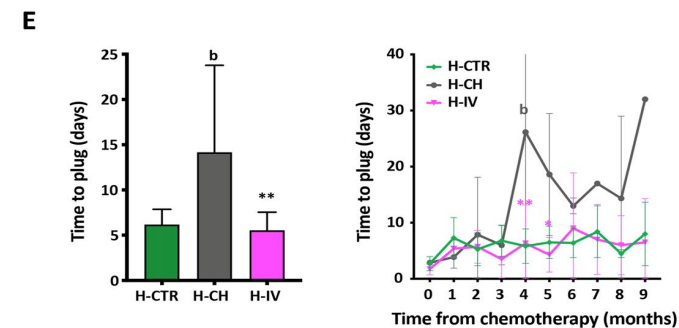 E
25
20
15
10
5
0
Time to plug (days)
b
**
H-CTR
H-CH
H-IV
40
30
20
10
0
Time to plug (days)
H-CTR
H-CH
H-IV
b
**
*
0 1 2 3 4 5 6 7 8 9
Time from chemotherapy (months)